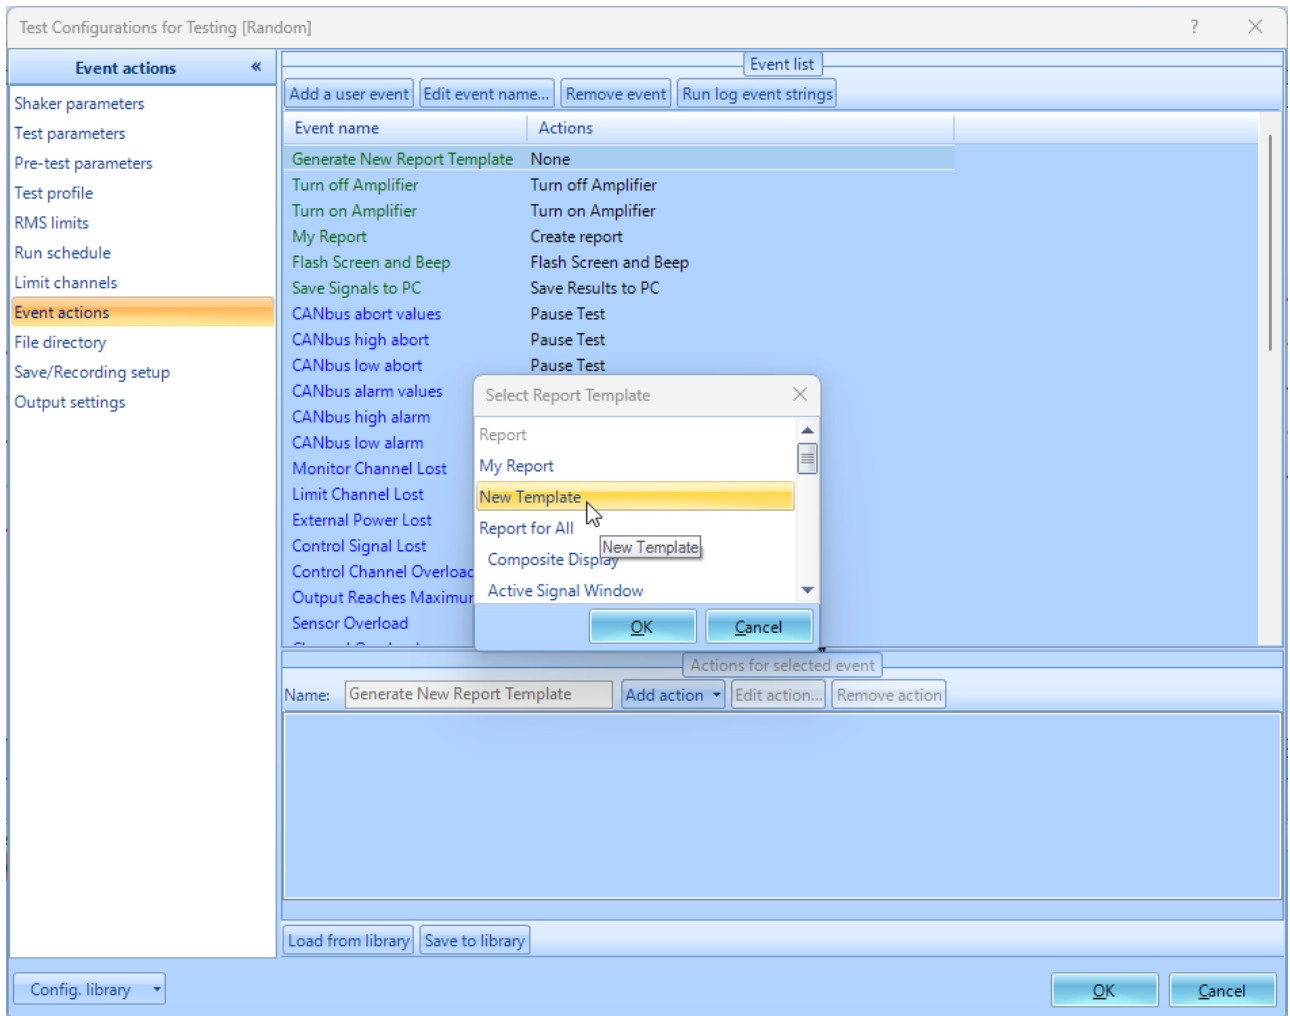 Test Configurations for Testing [Random]
?
Event actions «
Shaker parameters
Test parameters
Pre-test parameters
Test profile
RMS limits
Run schedule
Limit channels
Event actions
File directory
Save/Recording setup
Output settings
Event list
Add a user event Edit event name... Remove event Run log event strings
Event name Actions
Generate New Report Template None
Turn off Amplifier Turn off Amplifier
Turn on Amplifier Turn on Amplifier
My Report Create report
Flash Screen and Beep Flash Screen and Beep
Save Signals to PC Save Results to PC
CANbus abort values Pause Test
CANbus high abort Pause Test
CANbus low abort Pause Test
CANbus alarm values
CANbus high alarm
CANbus low alarm
Monitor Channel Lost
Limit Channel Lost
External Power Lost
Control Signal Lost
Control Channel Overload
Output Reaches Maximum
Sensor Overload
Select Report Template
Report
My Report
New Template
Report for All
New Template
Composite Display
Active Signal Window
OK Cancel
Actions for selected event
Name: Generate New Report Template Add action Edit action... Remove action
Load from library Save to library
Config. library OK Cancel